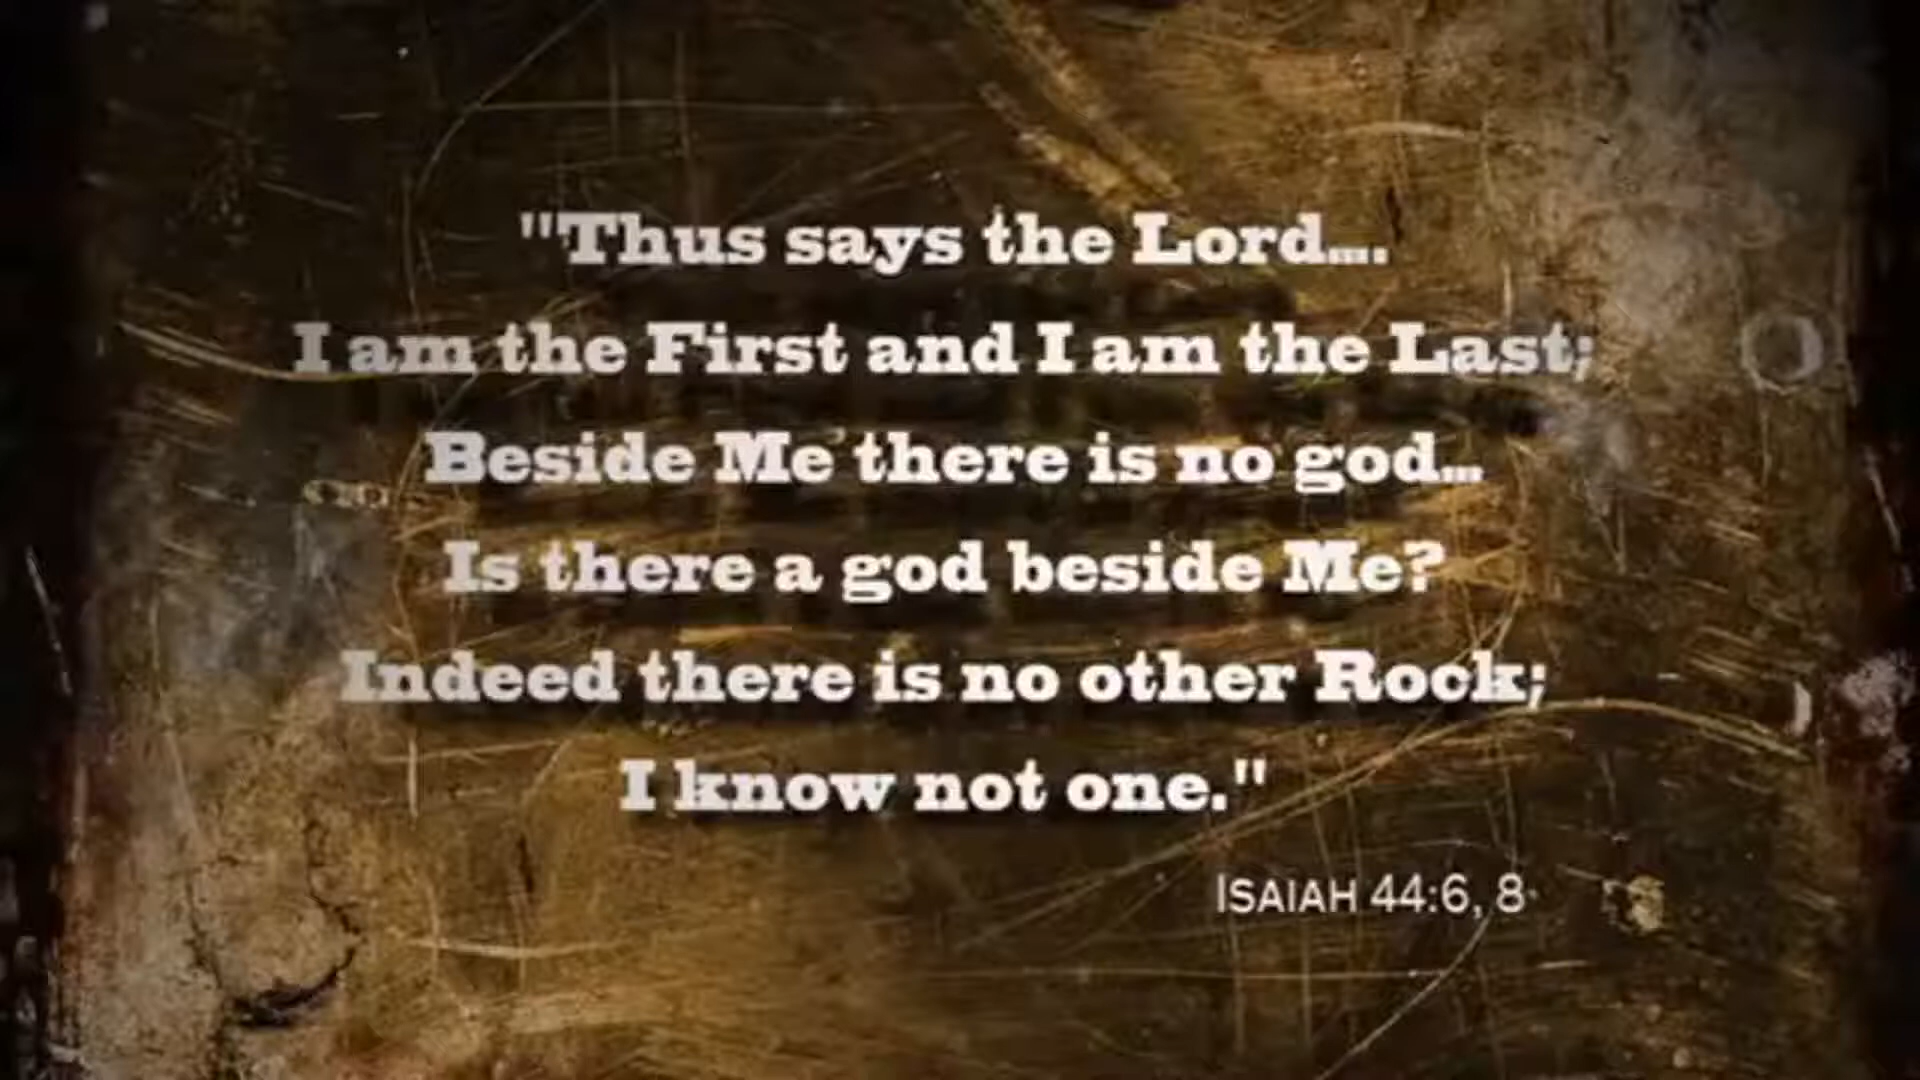 "Thus says the Lord....
I am the First and I am the Last;
Beside Me there is no god...
Is there a god beside Me?
Indeed there is no other Rock;
I know not one."
ISAIAH 44:6, 8